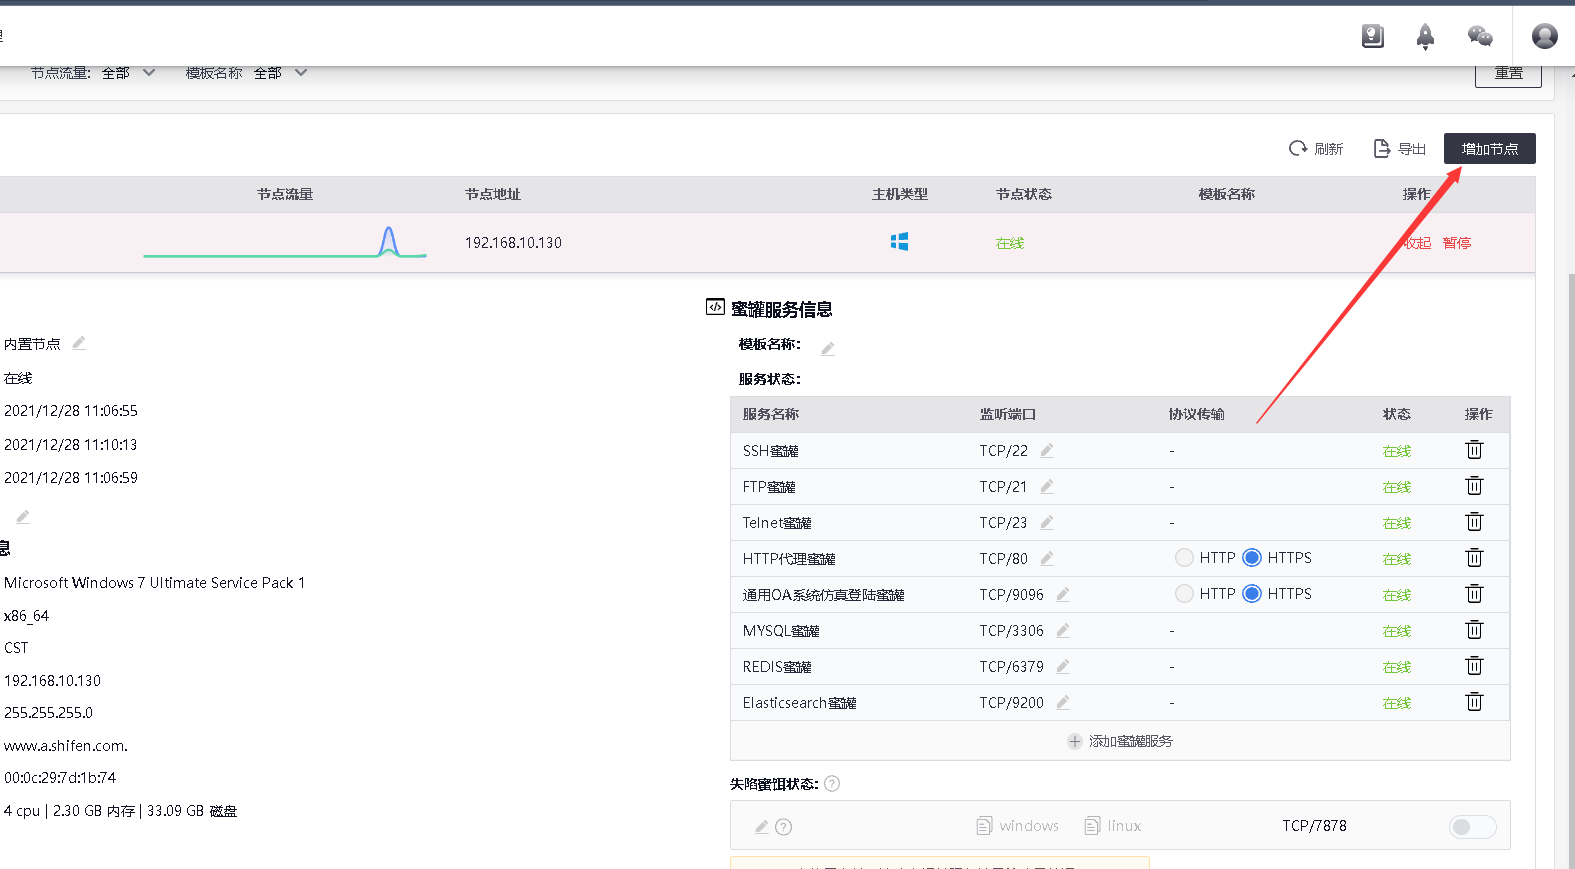 节点流量: 全部 模板名称 全部 重置
刷新 导出 增加节点
节点流量 节点地址 主机类型 节点状态 模板名称 操作
192.168.10.130 在线 收起 暂停
蜜罐服务信息
内置节点 模板名称:
在线 服务状态:
2021/12/28 11:06:55
2021/12/28 11:10:13
2021/12/28 11:06:59
息
Microsoft Windows 7 Ultimate Service Pack 1
x86_64
CST
192.168.10.130
255.255.255.0
www.a.shifen.com.
00:0c:29:7d:1b:74
4 cpu | 2.30 GB 内存 | 33.09 GB 磁盘
服务名称 监听端口 协议传输 状态 操作
SSH蜜罐 TCP/22 - 在线
FTP蜜罐 TCP/21 - 在线
Telnet蜜罐 TCP/23 - 在线
HTTP代理蜜罐 TCP/80 HTTP HTTPS 在线
通用OA系统仿真登陆蜜罐 TCP/9096 HTTP HTTPS 在线
MYSQL蜜罐 TCP/3306 - 在线
REDIS蜜罐 TCP/6379 - 在线
Elasticsearch蜜罐 TCP/9200 - 在线
添加蜜罐服务
失陷蜜饵状态:
windows linux TCP/7878